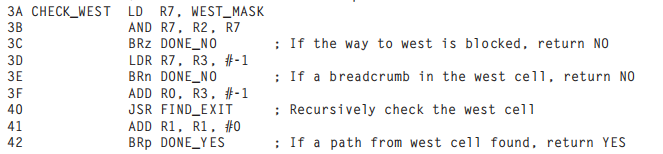 3A CHECK_WEST LD R7, WEST_MASK
3B AND R7, R2, R7
3C BRz DONE_NO ; If the way to west is blocked, return NO
3D LDR R7, R3, #-1
3E BRn DONE_NO ; If a breadcrumb in the west cell, return NO
3F ADD R0, R3, #-1
40 JSR FIND_EXIT ; Recursively check the west cell
41 ADD R1, R1, #0
42 BRp DONE_YES ; If a path from west cell found, return YES